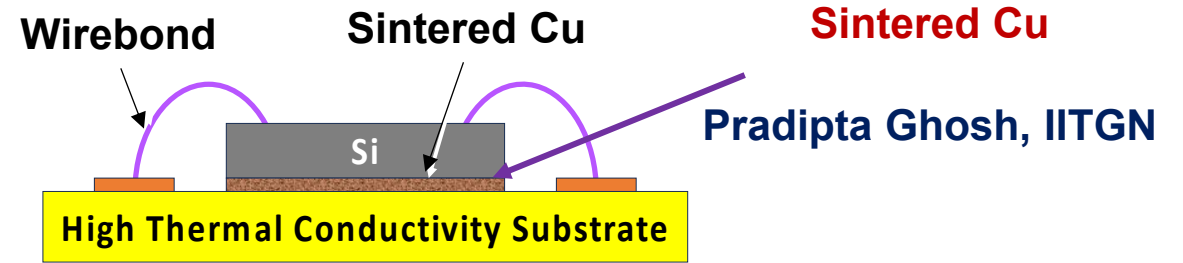 Wirebond
Sintered Cu
Sintered Cu
Pradipta Ghosh, IITGN
Si
High Thermal Conductivity Substrate